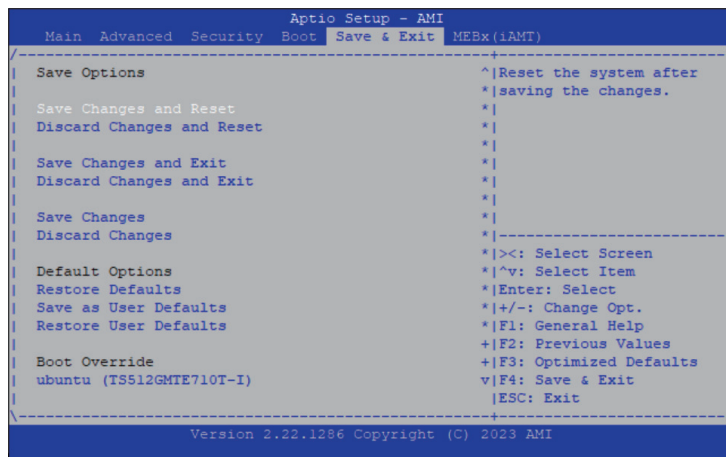 Aptio Setup - AMI
Main Advanced Security Boot Save & Exit MEBx(iAMT)
/------------------------------------------------------+-----------------------
| Save Options ^|Reset the system after
| *|saving the changes.
| Save Changes and Reset *|
| Discard Changes and Reset *|
| *|
| Save Changes and Exit *|
| Discard Changes and Exit *|
| *|
| Save Changes *|
| Discard Changes *|-----------------------
| *|><: Select Screen
| Default Options *|^v: Select Item
| Restore Defaults *|Enter: Select
| Save as User Defaults *|+/-: Change Opt.
| Restore User Defaults *|F1: General Help
| +|F2: Previous Values
| Boot Override +|F3: Optimized Defaults
| ubuntu (TS512GMTE710T-I) v|F4: Save & Exit
| |ESC: Exit
\------------------------------------------------------+-----------------------
Version 2.22.1286 Copyright (C) 2023 AMI